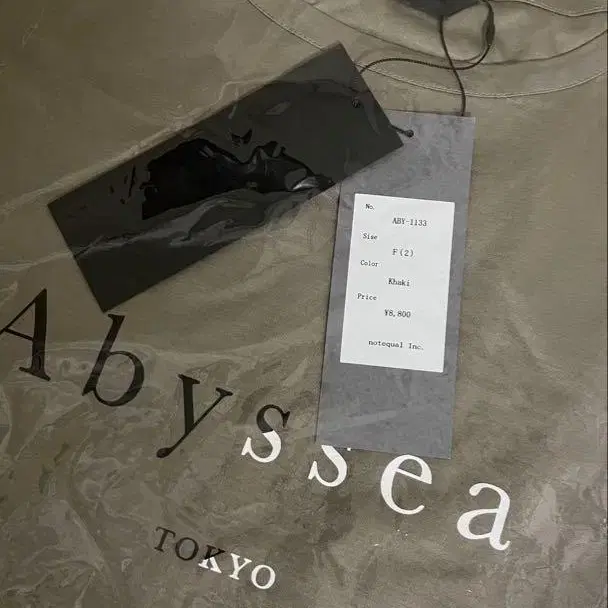 No.
ABY-1133
Size
F(2)
Color
Khaki
Price
¥8,800
notequal Inc.
Abyssea
TOKYO